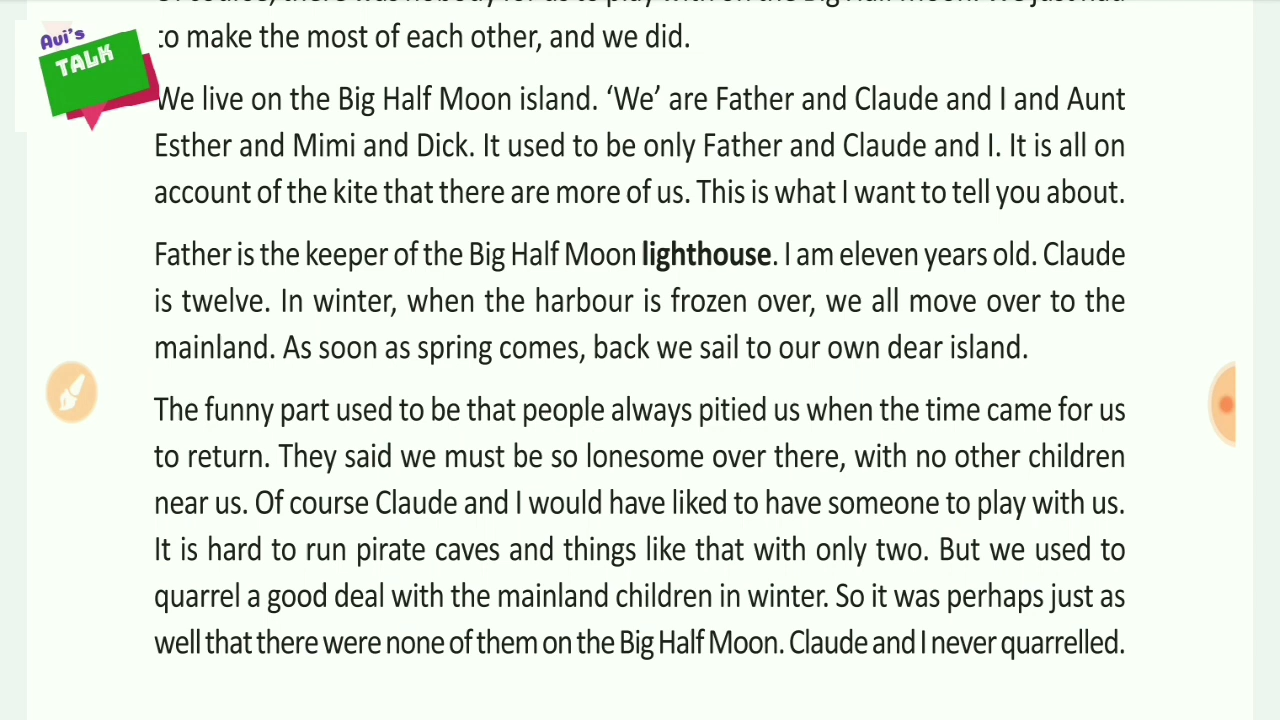 to make the most of each other, and we did.
Avi's
TALK
We live on the Big Half Moon island. ‘We’ are Father and Claude and I and Aunt
Esther and Mimi and Dick. It used to be only Father and Claude and I. It is all on
account of the kite that there are more of us. This is what I want to tell you about.
Father is the keeper of the Big Half Moon lighthouse. I am eleven years old. Claude
is twelve. In winter, when the harbour is frozen over, we all move over to the
mainland. As soon as spring comes, back we sail to our own dear island.
The funny part used to be that people always pitied us when the time came for us
to return. They said we must be so lonesome over there, with no other children
near us. Of course Claude and I would have liked to have someone to play with us.
It is hard to run pirate caves and things like that with only two. But we used to
quarrel a good deal with the mainland children in winter. So it was perhaps just as
well that there were none of them on the Big Half Moon. Claude and I never quarrelled.